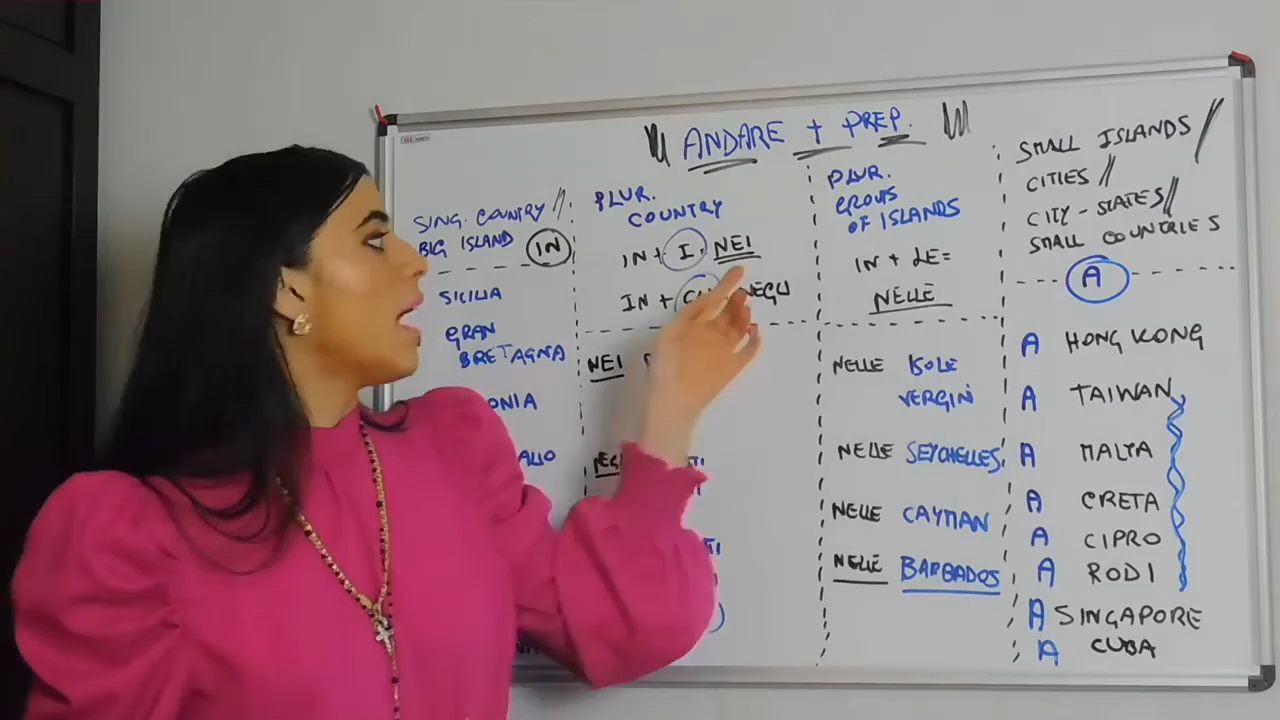 ANDARE + PREP.
SING. COUNTRY //
BIG ISLAND IN
SICILIA
GRAN
BRETAGNA
PLUR.
COUNTRY
IN + I = NEI
IN + NEGLI
NEI
PLUR.
GROUPS
OF ISLANDS
IN + LE =
NELLE
NELLE ISOLE
VERGINI
NELLE SEYCHELLES
NELLE CAYMAN
NELLE BARBADOS
SMALL ISLANDS /
CITIES //
CITY-STATES //
SMALL COUNTRIES
A
A HONG KONG
A TAIWAN
A MALTA
A CRETA
A CIPRO
A RODI
A SINGAPORE
A CUBA